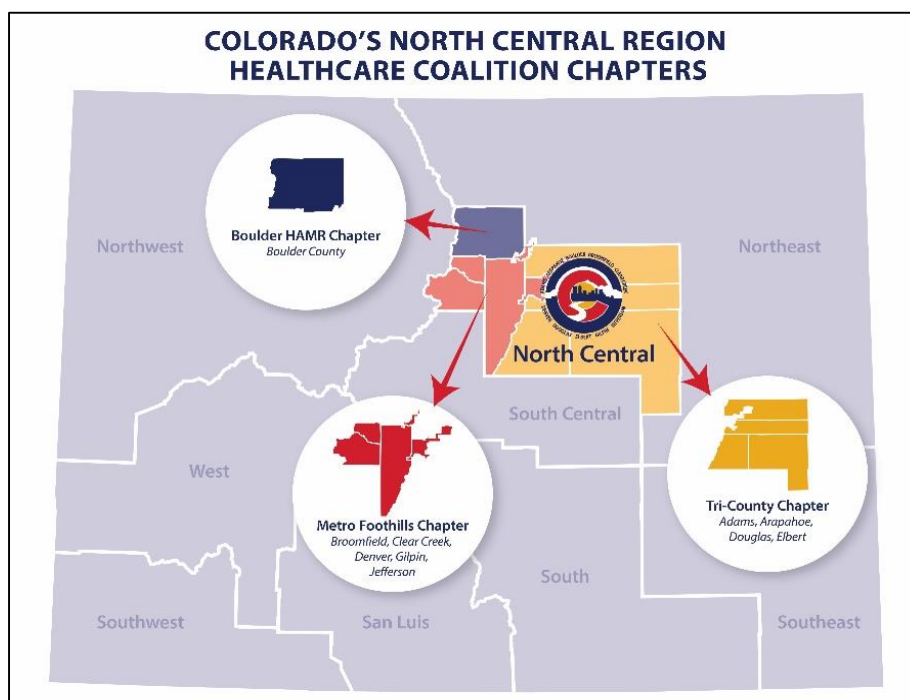 COLORADO'S NORTH CENTRAL REGION
HEALTHCARE COALITION CHAPTERS
Boulder HAMR Chapter
Boulder County
Northwest
Northeast
North Central
South Central
West
Metro Foothills Chapter
Broomfield, Clear Creek,
Denver, Gilpin,
Jefferson
Tri-County Chapter
Adams, Arapahoe,
Douglas, Elbert
South
Southwest
San Luis
Southeast